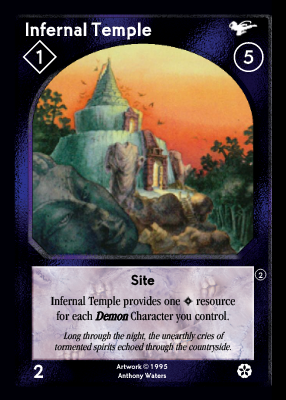 Infernal Temple
1
5
Site
2
Infernal Temple provides one resource
for each Demon Character you control.
Long through the night, the unearthly cries of
tormented spirits echoed through the countryside.
2
Artwork © 1995
Anthony Waters